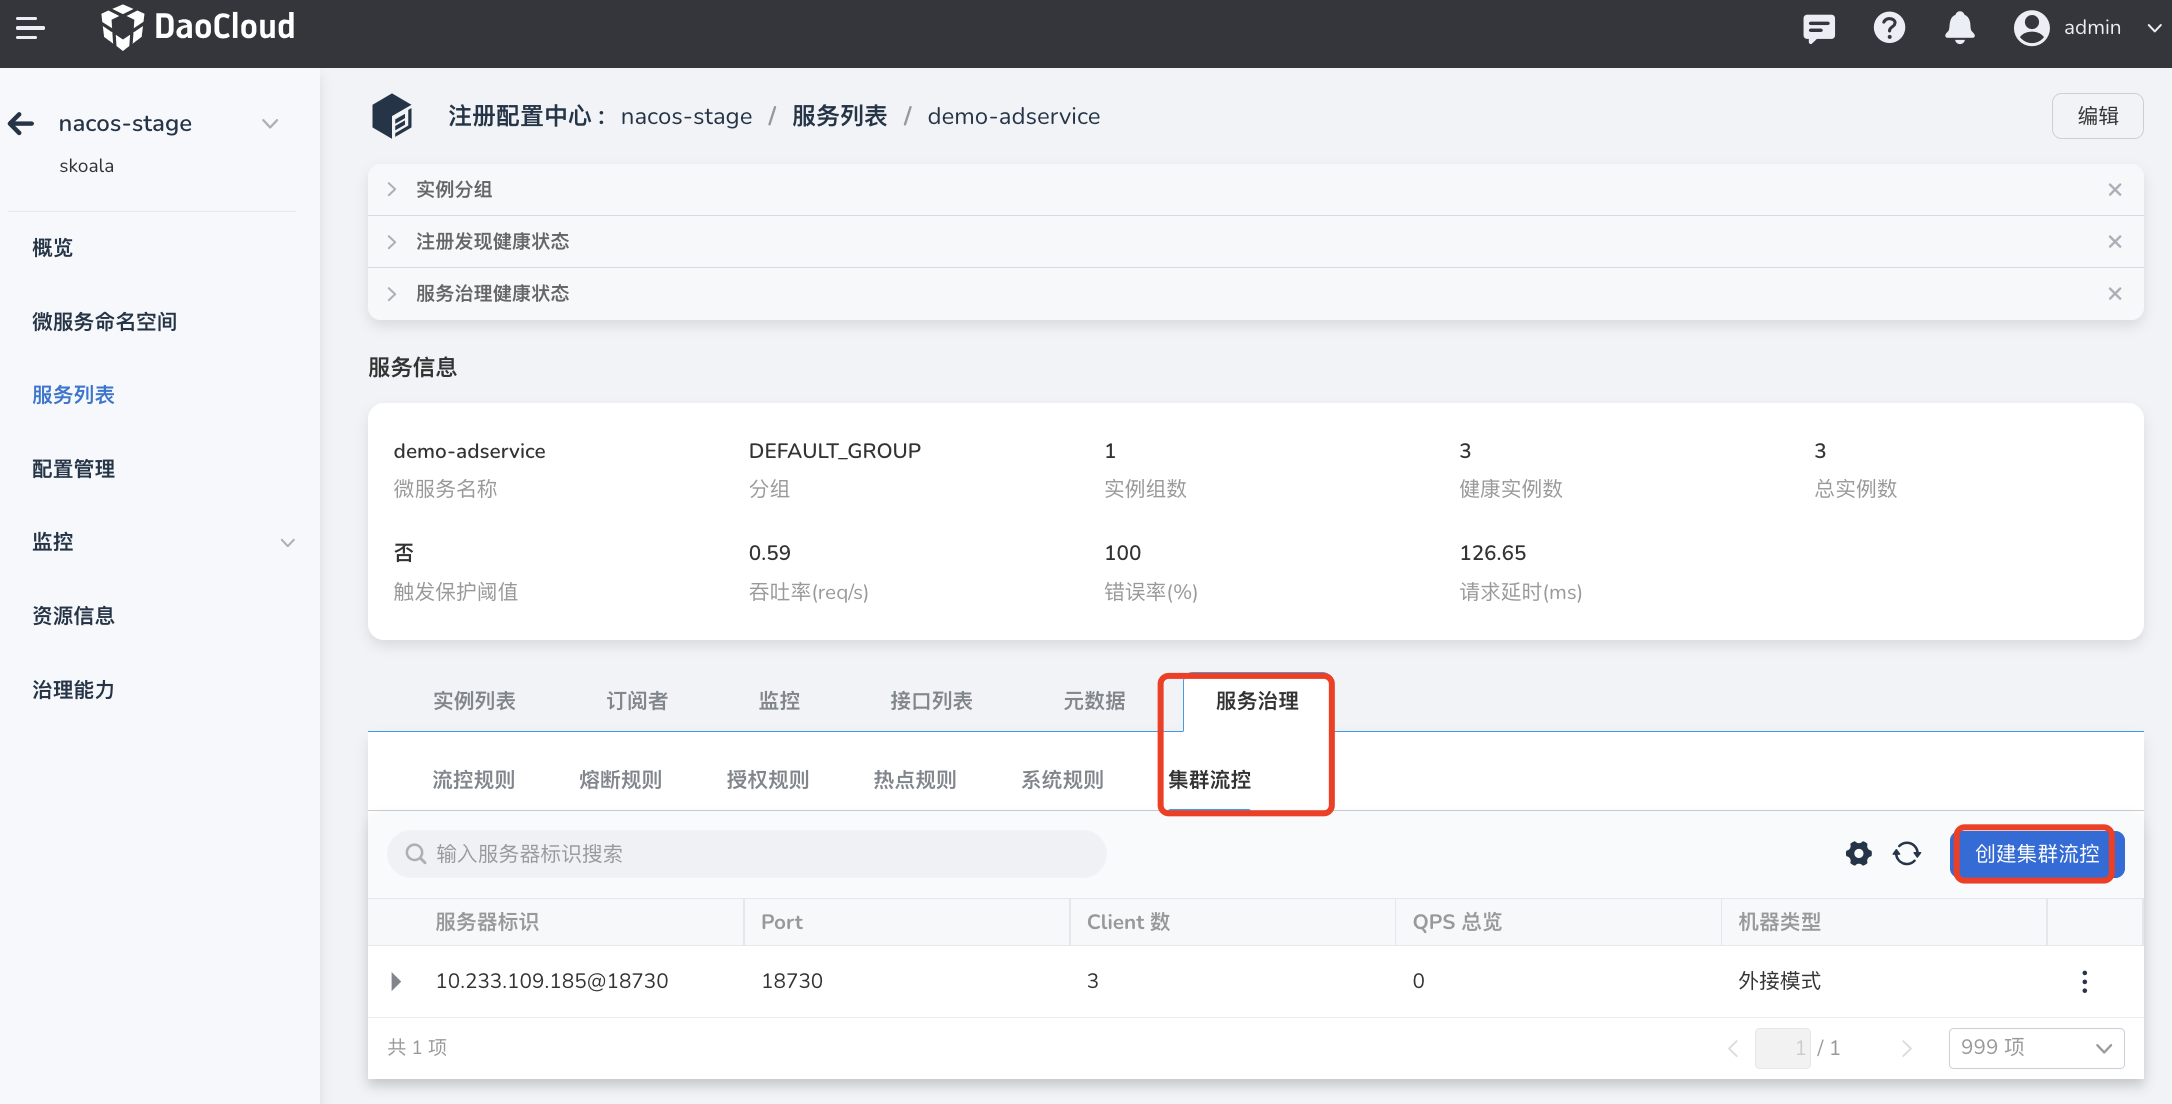 DaoCloud
admin
nacos-stage
skoala
概览
微服务命名空间
服务列表
配置管理
监控
资源信息
治理能力
注册配置中心： nacos-stage / 服务列表 / demo-adservice
编辑
实例分组
注册发现健康状态
服务治理健康状态
服务信息
demo-adservice DEFAULT_GROUP 1 3 3
微服务名称 分组 实例组数 健康实例数 总实例数
否 0.59 100 126.65
触发保护阈值 吞吐率(req/s) 错误率(%) 请求延时(ms)
实例列表 订阅者 监控 接口列表 元数据 服务治理
流控规则 熔断规则 授权规则 热点规则 系统规则 集群流控
输入服务器标识搜索
创建集群流控
服务器标识 Port Client 数 QPS 总览 机器类型
10.233.109.185@18730 18730 3 0 外接模式
共 1 项
1 / 1
999 项